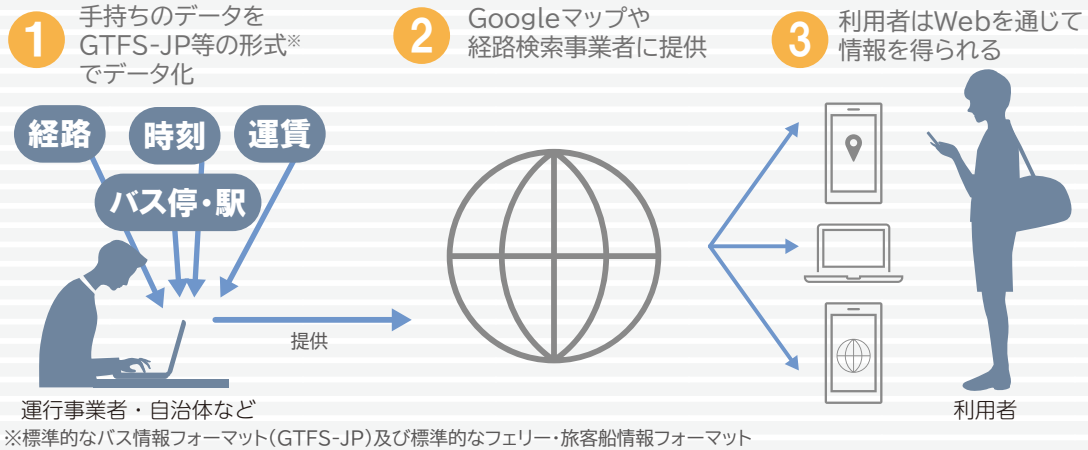 1
手持ちのデータを
GTFS-JP等の形式※
でデータ化
2
Googleマップや
経路検索事業者に提供
3
利用者はWebを通じて
情報を得られる
経路
時刻
運賃
バス停・駅
提供
運行事業者・自治体など
利用者
※標準的なバス情報フォーマット(GTFS-JP)及び標準的なフェリー・旅客船情報フォーマット